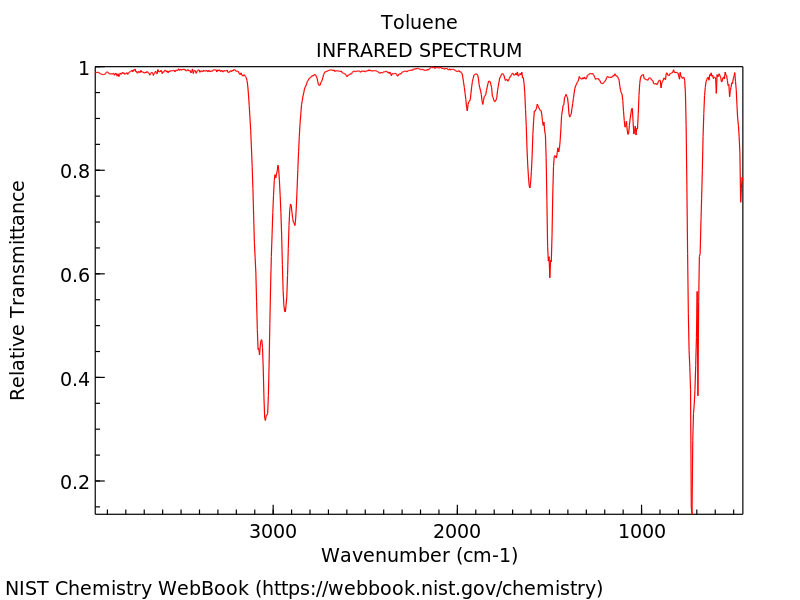 Toluene
INFRARED SPECTRUM
1
0.8
0.6
0.4
0.2
Relative Transmittance
3000 2000 1000
Wavenumber (cm-1)
NIST Chemistry WebBook (https://webbook.nist.gov/chemistry)